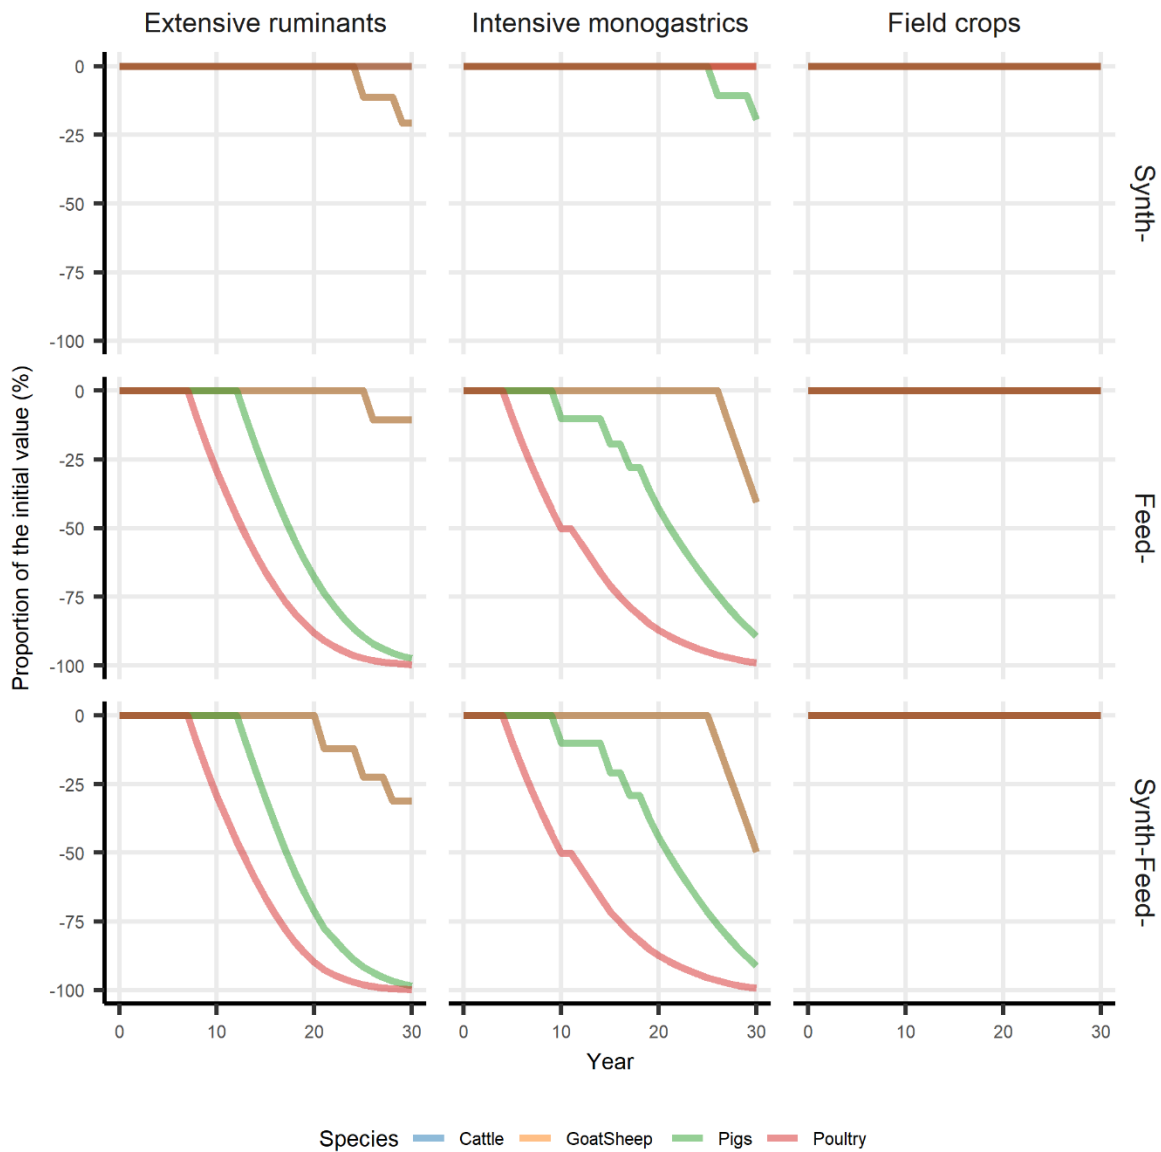 Extensive ruminants Intensive monogastrics Field crops
0
-25
-50
-75
-100
Synth-
0
-25
-50
-75
-100
Feed-
0
-25
-50
-75
-100
Synth-Feed-
Proportion of the initial value (%)
0 10 20 30 0 10 20 30 0 10 20 30
Year
Species Cattle GoatSheep Pigs Poultry